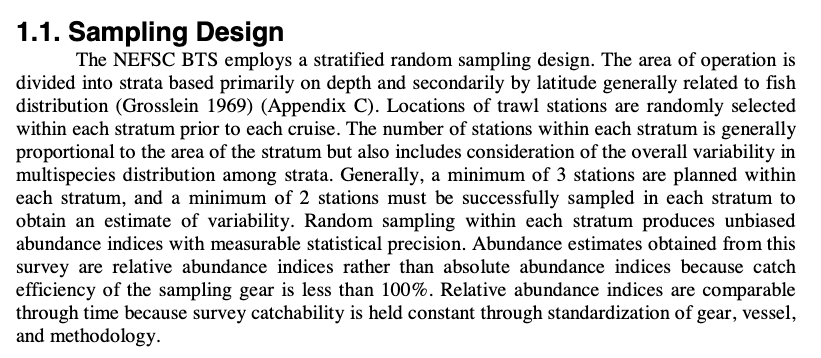 1.1. Sampling Design
The NEFSC BTS employs a stratified random sampling design. The area of operation is
divided into strata based primarily on depth and secondarily by latitude generally related to fish
distribution (Grosslein 1969) (Appendix C). Locations of trawl stations are randomly selected
within each stratum prior to each cruise. The number of stations within each stratum is generally
proportional to the area of the stratum but also includes consideration of the overall variability in
multispecies distribution among strata. Generally, a minimum of 3 stations are planned within
each stratum, and a minimum of 2 stations must be successfully sampled in each stratum to
obtain an estimate of variability. Random sampling within each stratum produces unbiased
abundance indices with measurable statistical precision. Abundance estimates obtained from this
survey are relative abundance indices rather than absolute abundance indices because catch
efficiency of the sampling gear is less than 100%. Relative abundance indices are comparable
through time because survey catchability is held constant through standardization of gear, vessel,
and methodology.